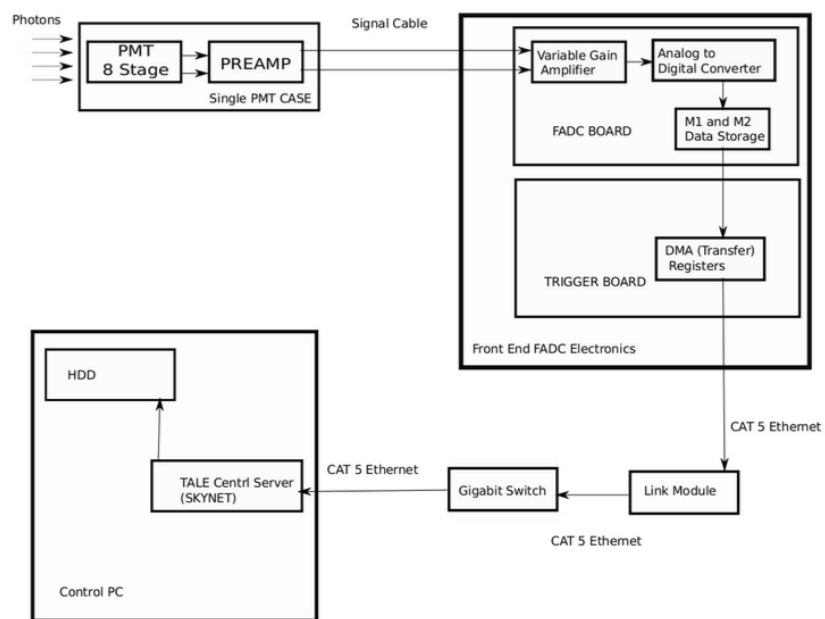 Photons
Signal Cable
PMT
8 Stage
PREAMP
Single PMT CASE
Variable Gain
Amplifier
Analog to
Digital Converter
M1 and M2
Data Storage
FADC BOARD
DMA (Transfer)
Registers
TRIGGER BOARD
Front End FADC Electronics
CAT 5 Ethernet
Link Module
CAT 5 Ethernet
Gigabit Switch
CAT 5 Ethernet
HDD
TALE Centrl Server
(SKYNET)
Control PC